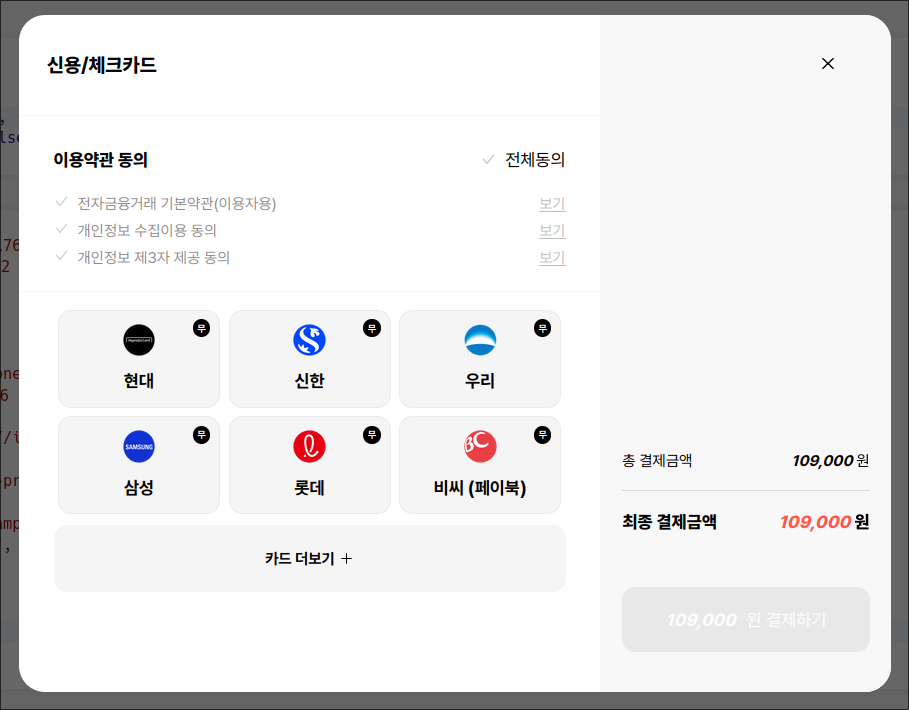 신용/체크카드
이용약관 동의
전체동의
전자금융거래 기본약관(이용자용)
보기
개인정보 수집이용 동의
보기
개인정보 제3자 제공 동의
보기
무
현대
무
신한
무
우리
SAMSUNG
무
삼성
무
롯데
BC
무
비씨 (페이북)
카드 더보기 +
총 결제금액
109,000 원
최종 결제금액
109,000 원
109,000 원 결제하기